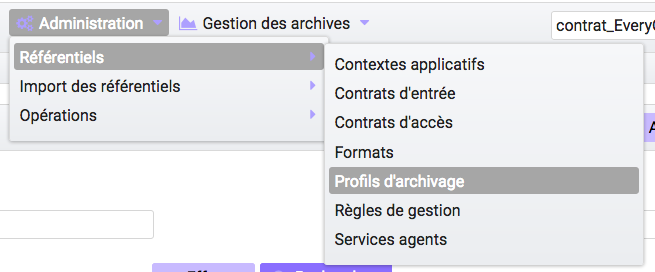 Administration
Gestion des archives
contrat_Every
Référentiels
Import des référentiels
Opérations
Contextes applicatifs
Contrats d'entrée
Contrats d'accès
Formats
Profils d'archivage
Règles de gestion
Services agents